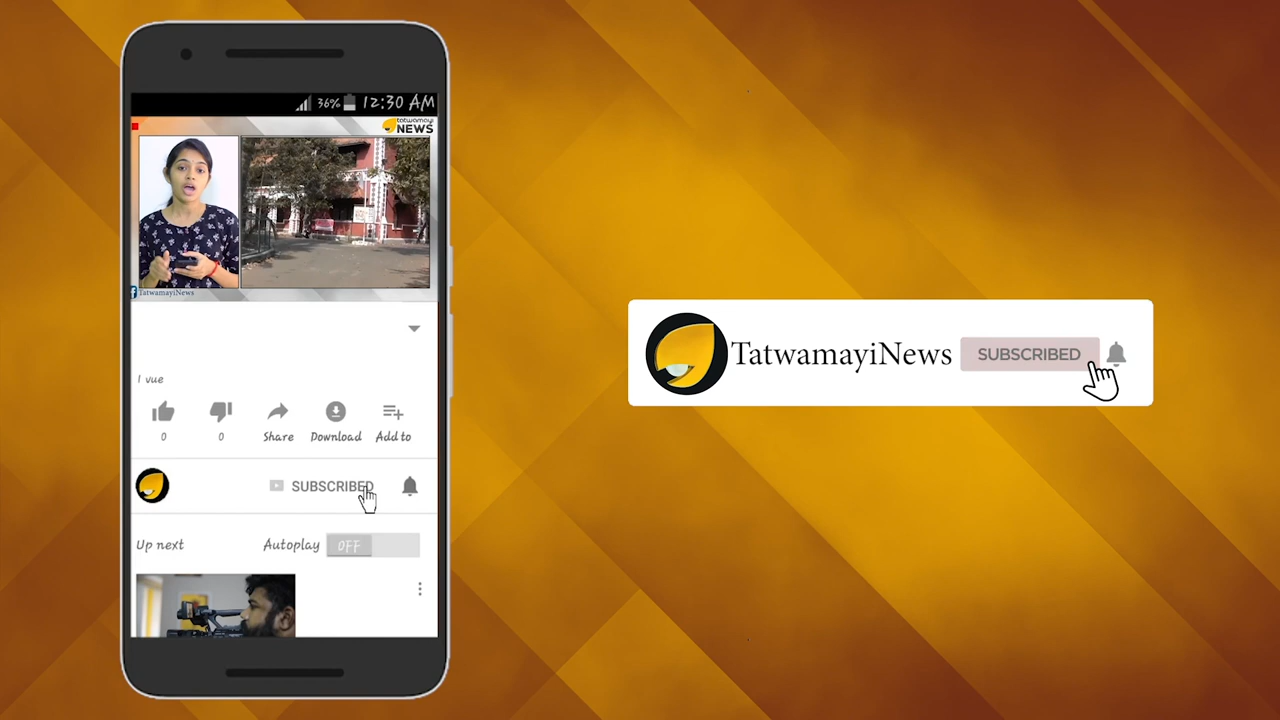 36% 12:30 AM
tatwamayi
NEWS
TatwamayiNews
1 vue
0 0 Share Download Add to
SUBSCRIBED
Up next Autoplay OFF
TatwamayiNews SUBSCRIBED